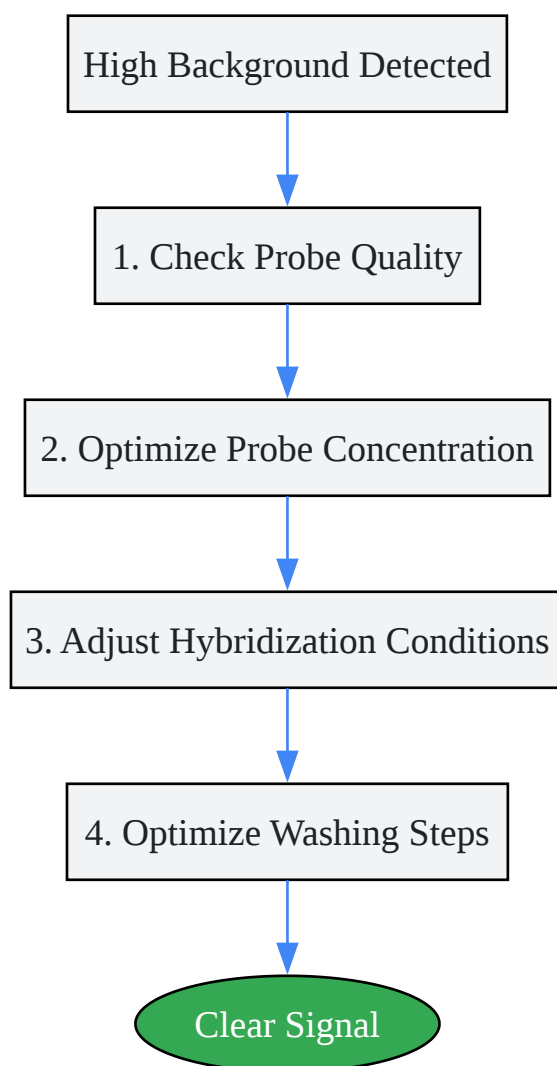 High Background Detected
1. Check Probe Quality
2. Optimize Probe Concentration
3. Adjust Hybridization Conditions
4. Optimize Washing Steps
Clear Signal